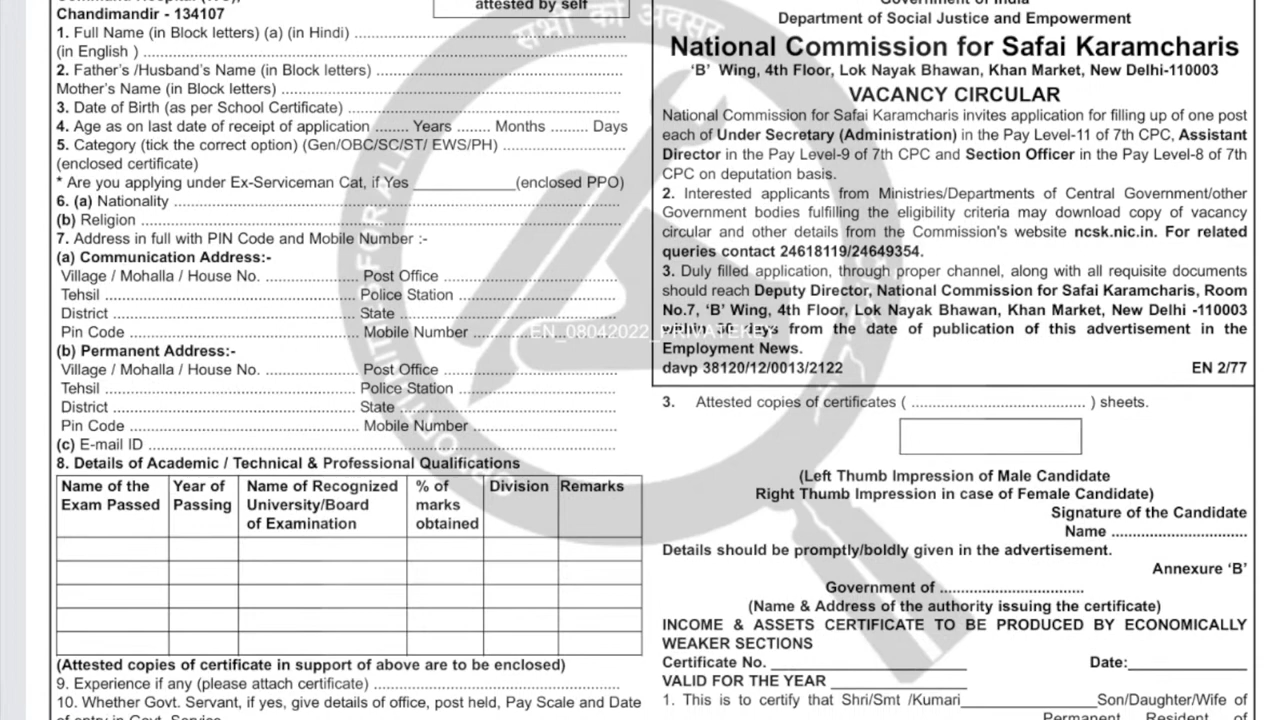 Chandimandir - 134107
attested by self
1. Full Name (in Block letters) (a) (in Hindi) ............
(in English ) ............
2. Father's /Husband's Name (in Block letters) ............
Mother's Name (in Block letters) ............
3. Date of Birth (as per School Certificate) ............
4. Age as on last date of receipt of application ........ Years ........ Months ......... Days
5. Category (tick the correct option) (Gen/OBC/SC/ST/ EWS/PH) ............
(enclosed certificate)
* Are you applying under Ex-Serviceman Cat, if Yes ____________(enclosed PPO)
6. (a) Nationality ............
(b) Religion ............
7. Address in full with PIN Code and Mobile Number :-
(a) Communication Address:-
Village / Mohalla / House No. ............ Post Office ............
Tehsil ............ Police Station ............
District ............ State ............
Pin Code ............ Mobile Number ............
(b) Permanent Address:-
Village / Mohalla / House No. ............ Post Office ............
Tehsil ............ Police Station ............
District ............ State ............
Pin Code ............ Mobile Number ............
(c) E-mail ID ............
8. Details of Academic / Technical & Professional Qualifications
Name of the Exam Passed
Year of Passing
Name of Recognized University/Board of Examination
% of marks obtained
Division
Remarks
(Attested copies of certificate in support of above are to be enclosed)
9. Experience if any (please attach certificate) ............
10. Whether Govt. Servant, if yes, give details of office, post held, Pay Scale and Date
of entry in Govt. Service
Government of India
Department of Social Justice and Empowerment
National Commission for Safai Karamcharis
'B' Wing, 4th Floor, Lok Nayak Bhawan, Khan Market, New Delhi-110003
VACANCY CIRCULAR
National Commission for Safai Karamcharis invites application for filling up of one post
each of Under Secretary (Administration) in the Pay Level-11 of 7th CPC, Assistant
Director in the Pay Level-9 of 7th CPC and Section Officer in the Pay Level-8 of 7th
CPC on deputation basis.
2. Interested applicants from Ministries/Departments of Central Government/other
Government bodies fulfilling the eligibility criteria may download copy of vacancy
circular and other details from the Commission's website ncsk.nic.in. For related
queries contact 24618119/24649354.
3. Duly filled application, through proper channel, along with all requisite documents
should reach Deputy Director, National Commission for Safai Karamcharis, Room
No.7, 'B' Wing, 4th Floor, Lok Nayak Bhawan, Khan Market, New Delhi -110003
within 30 days from the date of publication of this advertisement in the
Employment News.
davp 38120/12/0013/2122 EN 2/77
3. Attested copies of certificates ( ............ ) sheets.
(Left Thumb Impression of Male Candidate
Right Thumb Impression in case of Female Candidate)
Signature of the Candidate
Name ............
Details should be promptly/boldly given in the advertisement.
Annexure 'B'
Government of ............
(Name & Address of the authority issuing the certificate)
INCOME & ASSETS CERTIFICATE TO BE PRODUCED BY ECONOMICALLY
WEAKER SECTIONS
Certificate No. ____________ Date:____________
VALID FOR THE YEAR ____________
1. This is to certify that Shri/Smt /Kumari____________Son/Daughter/Wife of
Permanent Resident of
सभी को अवसर